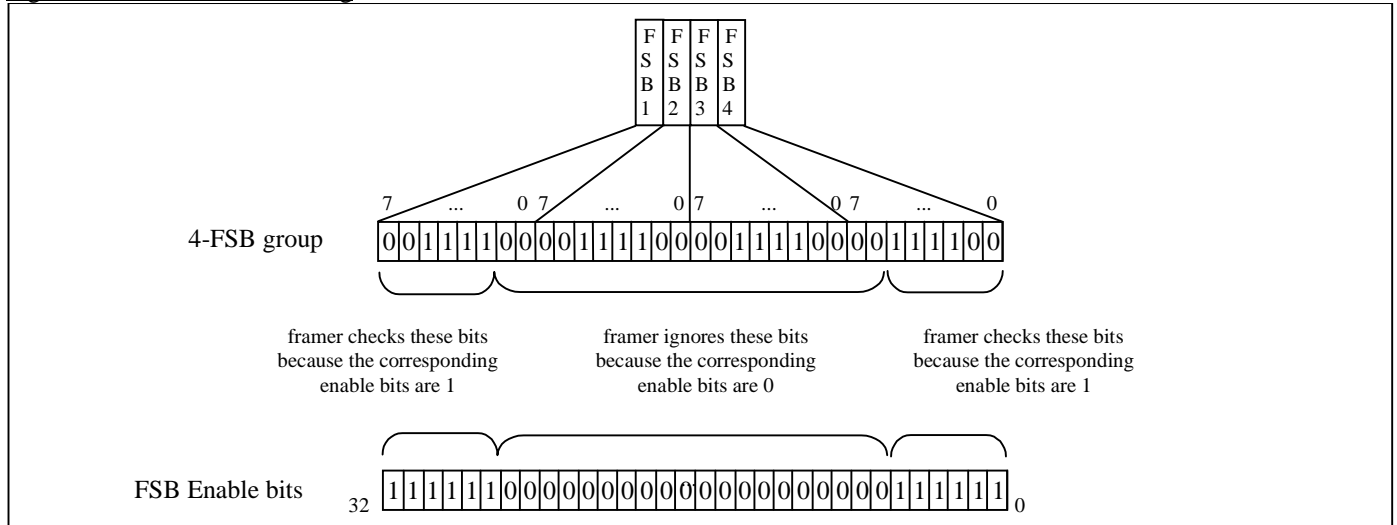 F F F F
S S S S
B B B B
1 2 3 4
7 ... 0 7 ... 0 7 ... 0 7 ... 0
4-FSB group 0 0 1 1 1 1 0 0 0 0 1 1 1 1 0 0 0 0 1 1 1 1 0 0 0 0 1 1 1 1 0 0
framer checks these bits
because the corresponding
enable bits are 1
framer ignores these bits
because the corresponding
enable bits are 0
framer checks these bits
because the corresponding
enable bits are 1
FSB Enable bits 32 1 1 1 1 1 1 0 0 0 0 0 0 0 0 0 0 0 0 0 0 0 0 0 0 0 0 1 1 1 1 1 1 0